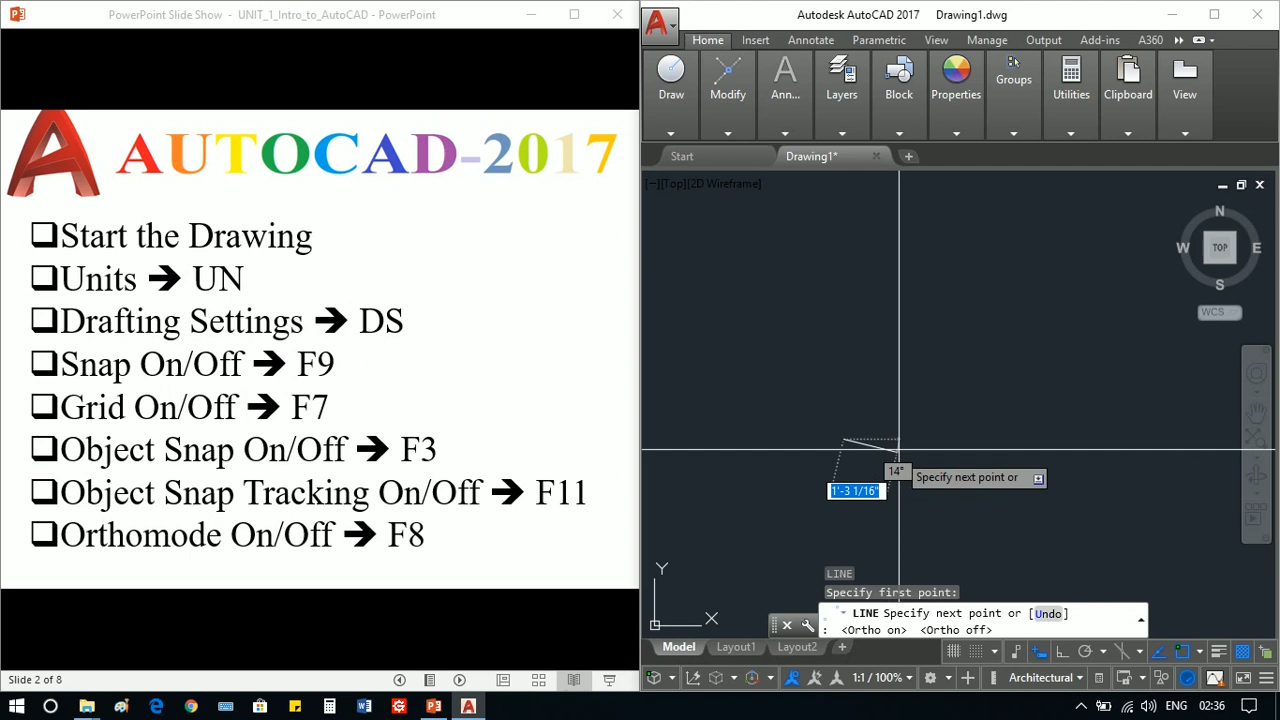 PowerPoint Slide Show - UNIT_1_Intro_to_AutoCAD - PowerPoint
AUTOCAD-2017
Start the Drawing
Units ➔ UN
Drafting Settings ➔ DS
Snap On/Off ➔ F9
Grid On/Off ➔ F7
Object Snap On/Off ➔ F3
Object Snap Tracking On/Off ➔ F11
Orthomode On/Off ➔ F8
Slide 2 of 8
Autodesk AutoCAD 2017 Drawing1.dwg
Home Insert Annotate Parametric View Manage Output Add-ins A360
Draw Modify Ann... Layers Block Properties Groups Utilities Clipboard View
Start Drawing1*
[−][Top][2D Wireframe]
N
W TOP E
S
WCS
14° Specify next point or
1'-3 1/16"
Y
X
LINE
Specify first point:
LINE Specify next point or [Undo]
: <Ortho on> <Ortho off>
Model Layout1 Layout2
1:1 / 100% Architectural
ENG 02:36